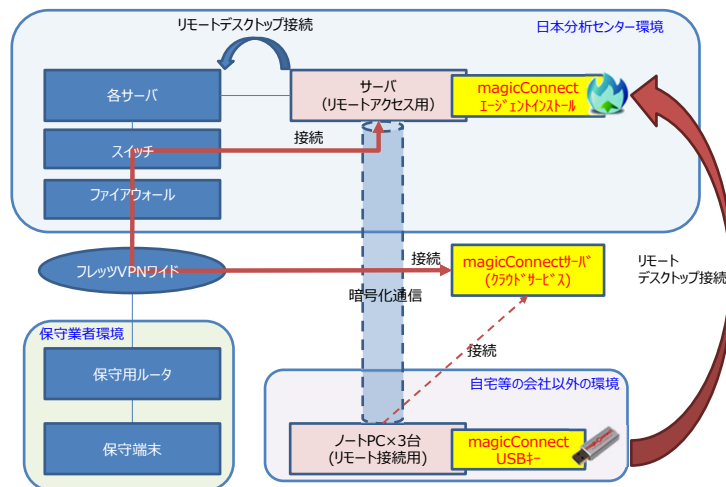 日本分析センター環境
リモートデスクトップ接続
各サーバ
サーバ
(リモートアクセス用)
magicConnect
エージェントインストール
スイッチ
接続
ファイアウォール
フレッツVPNワイド
接続
magicConnectサーバ
(クラウドサービス)
リモート
デスクトップ接続
暗号化通信
接続
保守業者環境
保守用ルータ
保守端末
自宅等の会社以外の環境
ノートPC×3台
(リモート接続用)
magicConnect
USBキー